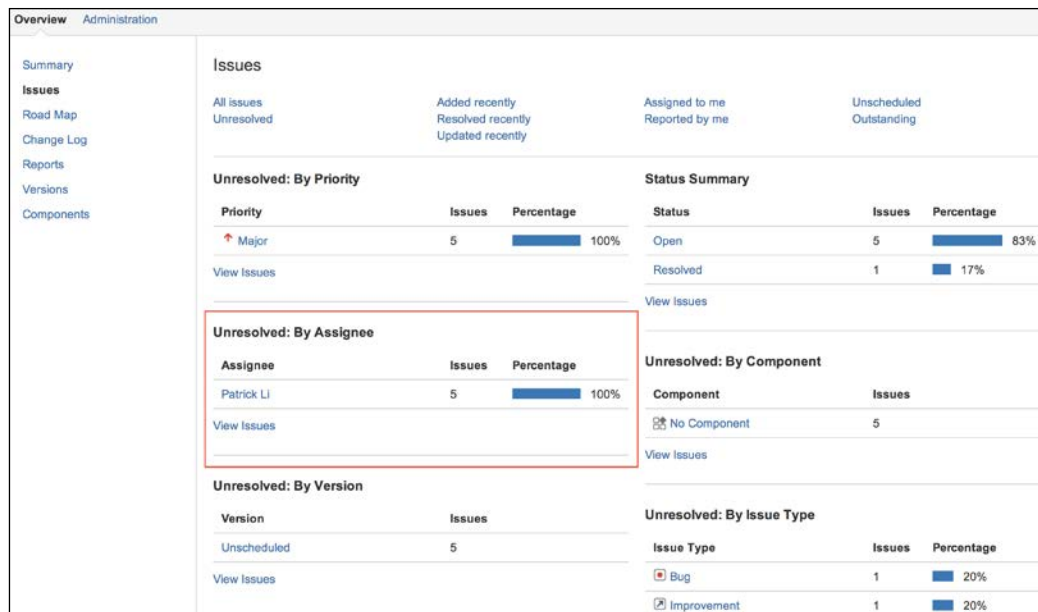 Overview Administration
Summary
Issues
Road Map
Change Log
Reports
Versions
Components
Issues
All issues Added recently Assigned to me Unscheduled
Unresolved Resolved recently Reported by me Outstanding
Updated recently
Unresolved: By Priority
Priority Issues Percentage
Major 5 100%
View Issues
Unresolved: By Assignee
Assignee Issues Percentage
Patrick Li 5 100%
View Issues
Unresolved: By Version
Version Issues
Unscheduled 5
View Issues
Status Summary
Status Issues Percentage
Open 5 83%
Resolved 1 17%
View Issues
Unresolved: By Component
Component Issues
No Component 5
View Issues
Unresolved: By Issue Type
Issue Type Issues Percentage
Bug 1 20%
Improvement 1 20%